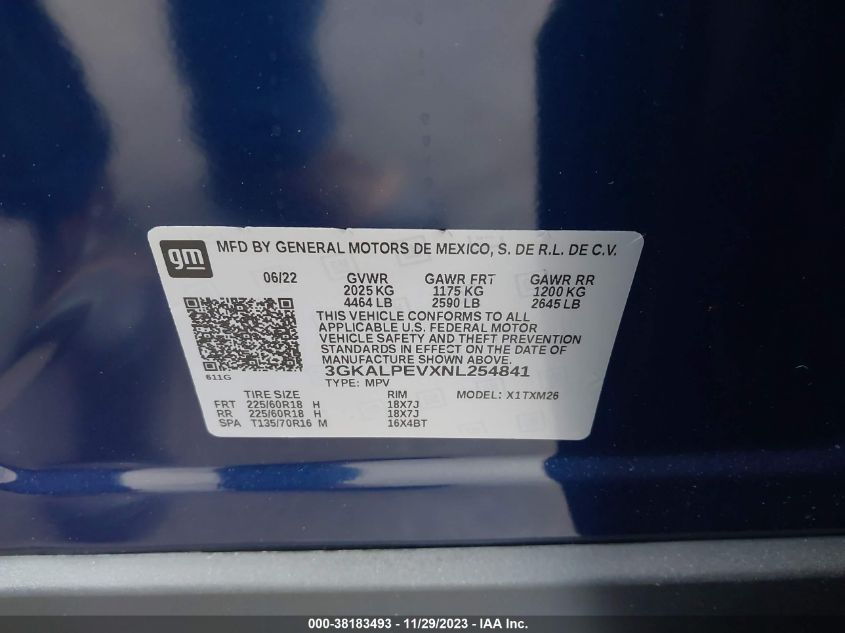 gm MFD BY GENERAL MOTORS DE MEXICO, S. DE R.L. DE C.V.
06/22 GVWR GAWR FRT GAWR RR
2025 KG 1175 KG 1200 KG
4464 LB 2590 LB 2645 LB
THIS VEHICLE CONFORMS TO ALL
APPLICABLE U.S. FEDERAL MOTOR
VEHICLE SAFETY AND THEFT PREVENTION
STANDARDS IN EFFECT ON THE DATE OF
MANUFACTURE SHOWN ABOVE.
3GKALPEVXNL254841
611G TYPE: MPV
TIRE SIZE RIM MODEL: X1TXM26
FRT 225/60R18 H 18X7J
RR 225/60R18 H 18X7J
SPA T135/70R16 M 16X4BT
000-38183493 - 11/29/2023 - IAA Inc.